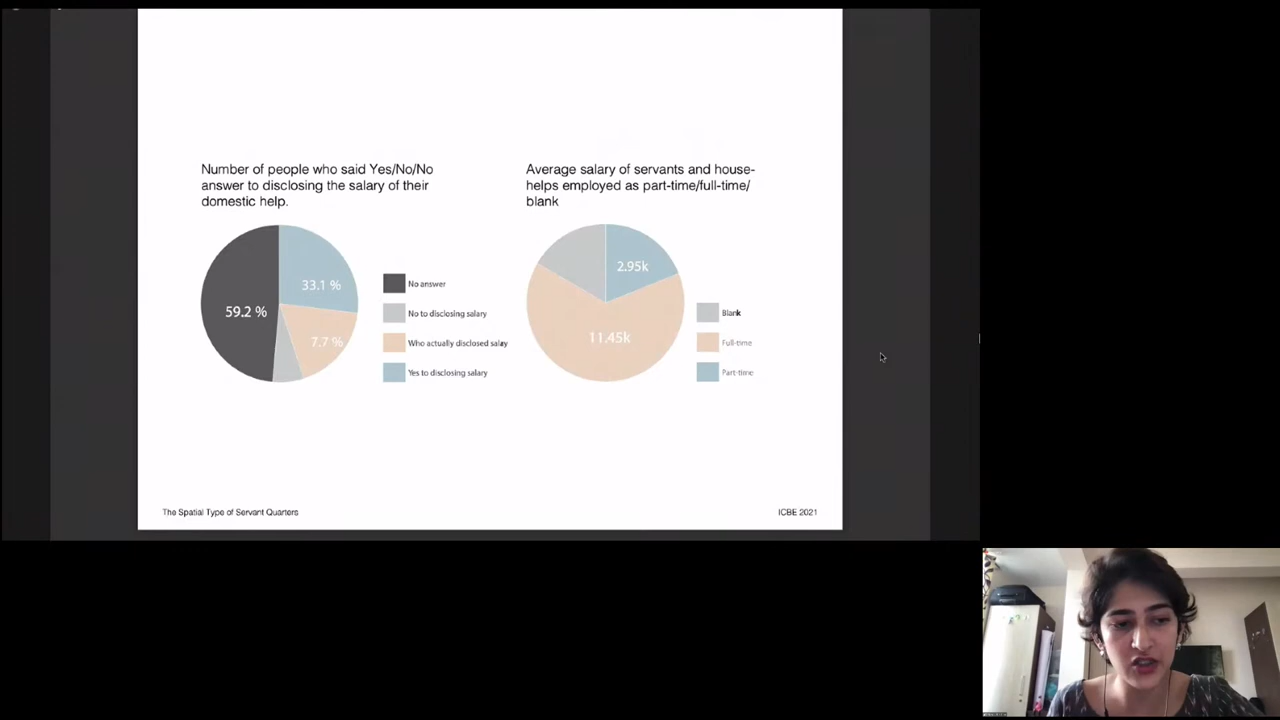 Number of people who said Yes/No/No
answer to disclosing the salary of their
domestic help.
33.1 %
59.2 %
7.7 %
No answer
No to disclosing salary
Who actually disclosed salay
Yes to disclosing salary
Average salary of servants and house-
helps employed as part-time/full-time/
blank
2.95k
11.45k
Blank
Full-time
Part-time
The Spatial Type of Servant Quarters
ICBE 2021